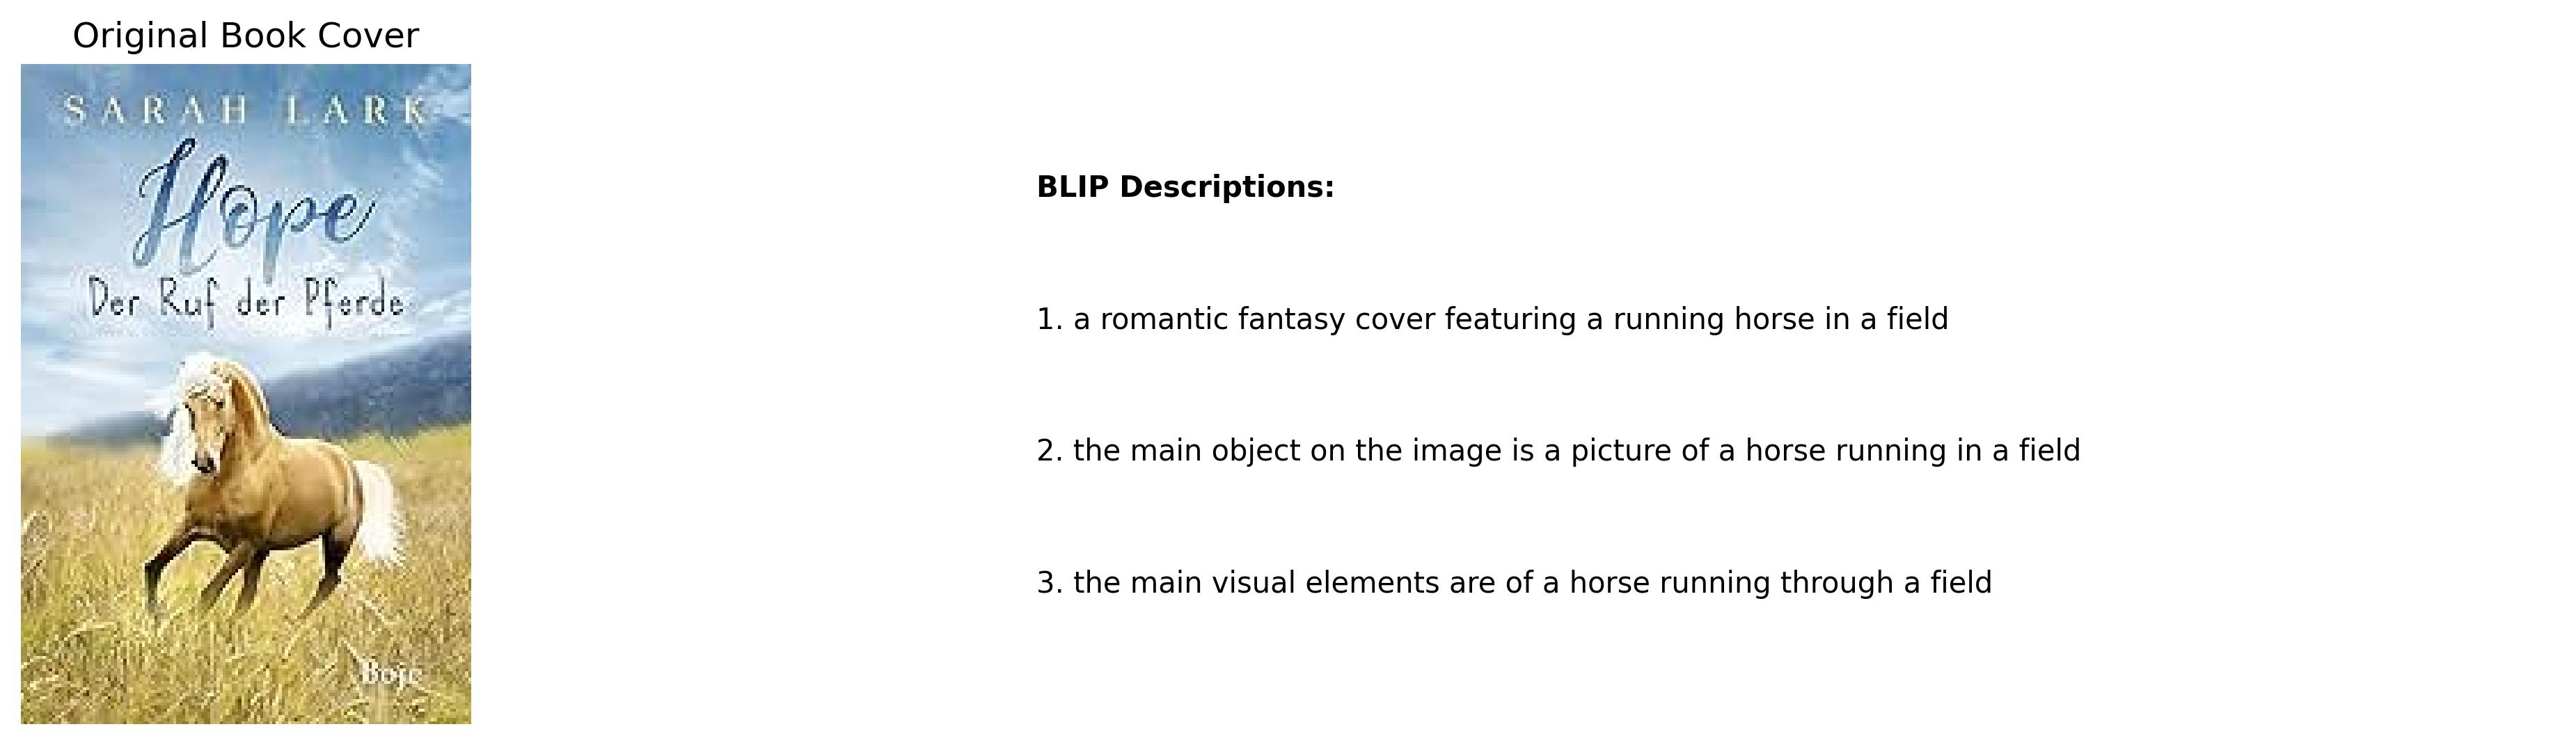 Original Book Cover
SARAH LARK
Hope
Der Ruf der Pferde
Boje
BLIP Descriptions:
1. a romantic fantasy cover featuring a running horse in a field
2. the main object on the image is a picture of a horse running in a field
3. the main visual elements are of a horse running through a field